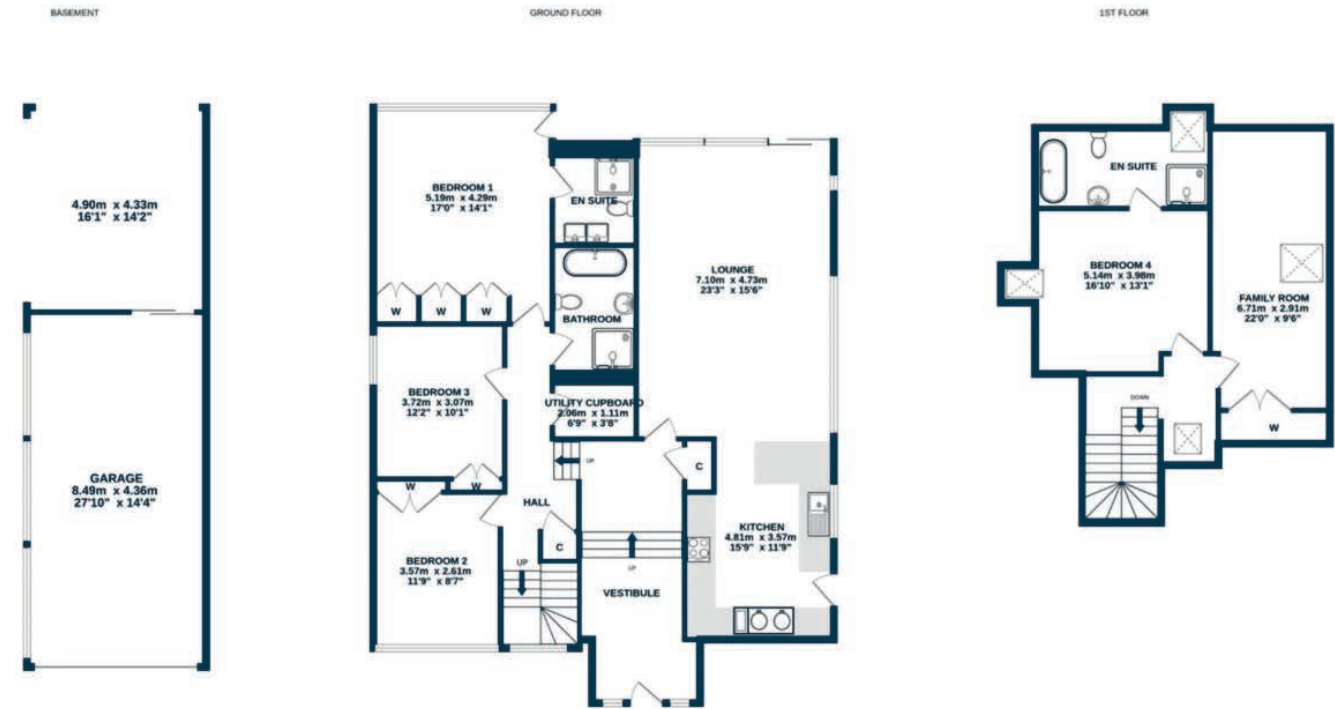 BASEMENT
4.90m x 4.33m
16'1" x 14'2"
GARAGE
8.49m x 4.36m
27'10" x 14'4"
GROUND FLOOR
BEDROOM 1
5.19m x 4.29m
17'0" x 14'1"
W
W
W
EN SUITE
BATHROOM
LOUNGE
7.10m x 4.73m
23'3" x 15'6"
BEDROOM 3
3.72m x 3.07m
12'2" x 10'1"
W
W
UTILITY CUPBOARD
2.06m x 1.11m
6'9" x 3'8"
UP
C
HALL
C
BEDROOM 2
3.57m x 2.61m
11'9" x 8'7"
UP
UP
VESTIBULE
KITCHEN
4.81m x 3.57m
15'9" x 11'9"
1ST FLOOR
EN SUITE
BEDROOM 4
5.14m x 3.98m
16'10" x 13'1"
FAMILY ROOM
6.71m x 2.91m
22'0" x 9'6"
DOWN
W